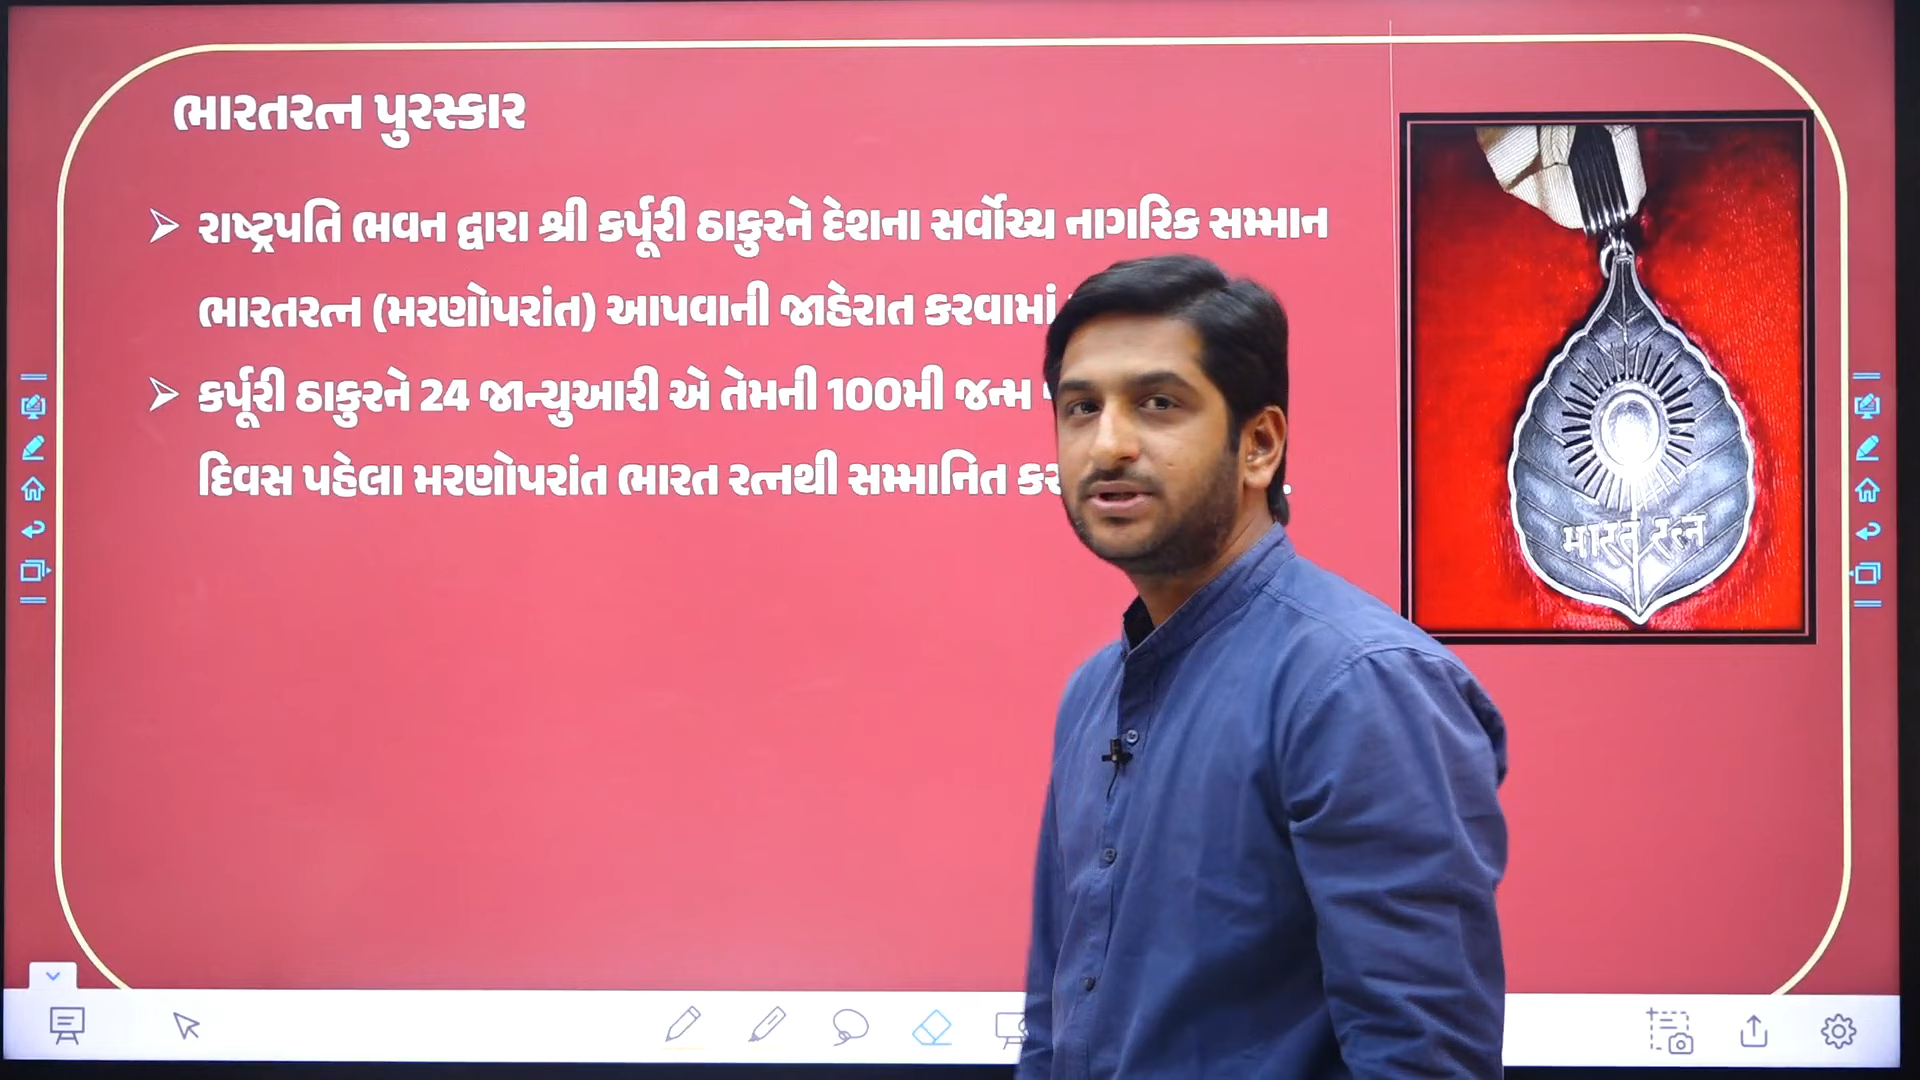 ભારતરત્ન પુરસ્કાર
રાષ્ટ્રપતિ ભવન દ્વારા શ્રી કર્પૂરી ઠાકુરને દેશના સર્વોચ્ચ નાગરિક સમ્માન
ભારતરત્ન (મરણોપરાંત) આપવાની જાહેરાત કરવામાં
કર્પૂરી ઠાકુરને 24 જાન્યુઆરી એ તેમની 100મી જન્મ
દિવસ પહેલા મરણોપરાંત ભારત રત્નથી સમ્માનિત
भारत रत्न